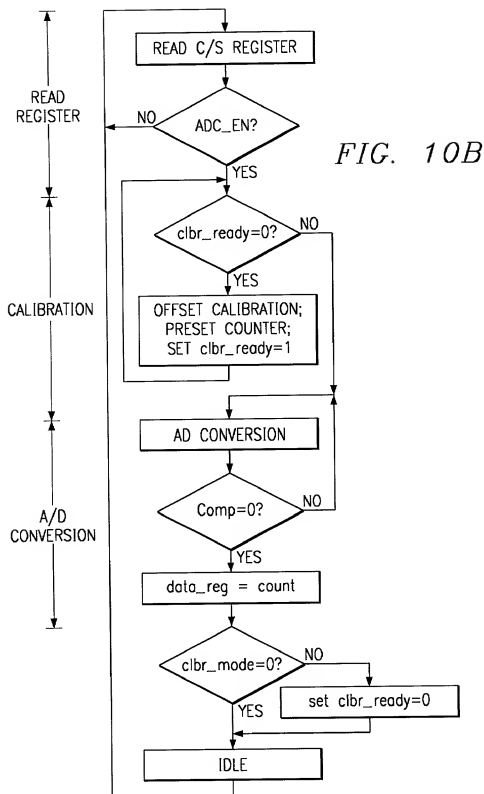 READ C/S REGISTER
READ
REGISTER
NO
ADC_EN?
FIG. 10B
YES
clbr_ready=0?
NO
YES
CALIBRATION
OFFSET CALIBRATION;
PRESET COUNTER;
SET clbr_ready=1
AD CONVERSION
A/D
CONVERSION
Comp=0?
NO
YES
data_reg = count
clbr_mode=0?
NO
set clbr_ready=0
YES
IDLE